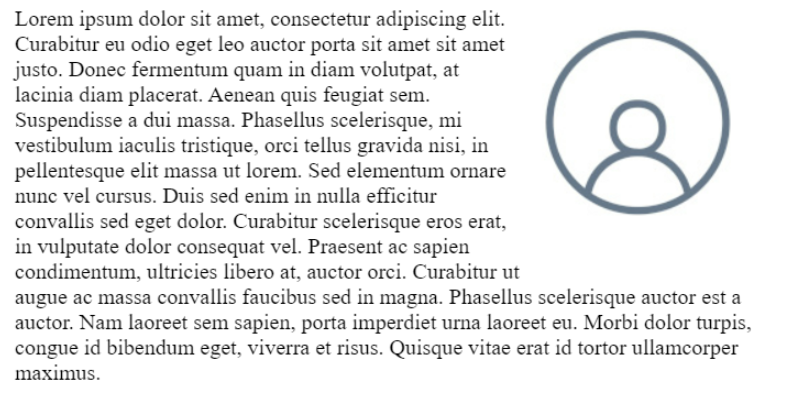 Lorem ipsum dolor sit amet, consectetur adipiscing elit.
Curabitur eu odio eget leo auctor porta sit amet sit amet
justo. Donec fermentum quam in diam volutpat, at
lacinia diam placerat. Aenean quis feugiat sem.
Suspendisse a dui massa. Phasellus scelerisque, mi
vestibulum iaculis tristique, orci tellus gravida nisi, in
pellentesque elit massa ut lorem. Sed elementum ornare
nunc vel cursus. Duis sed enim in nulla efficitur
convallis sed eget dolor. Curabitur scelerisque eros erat,
in vulputate dolor consequat vel. Praesent ac sapien
condimentum, ultricies libero at, auctor orci. Curabitur ut
augue ac massa convallis faucibus sed in magna. Phasellus scelerisque auctor est a
auctor. Nam laoreet sem sapien, porta imperdiet urna laoreet eu. Morbi dolor turpis,
congue id bibendum eget, viverra et risus. Quisque vitae erat id tortor ullamcorper
maximus.